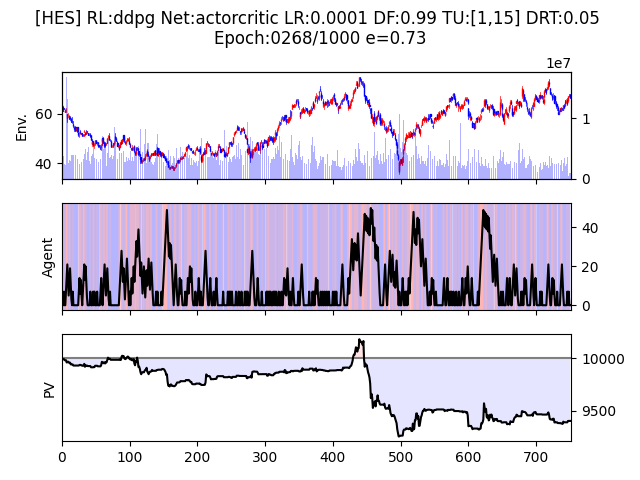 [HES] RL:ddpg Net:actorcritic LR:0.0001 DF:0.99 TU:[1,15] DRT:0.05
Epoch:0268/1000 e=0.73
1e7
Env.
60
40
1
0
Agent
40
20
0
PV
10000
9500
0 100 200 300 400 500 600 700